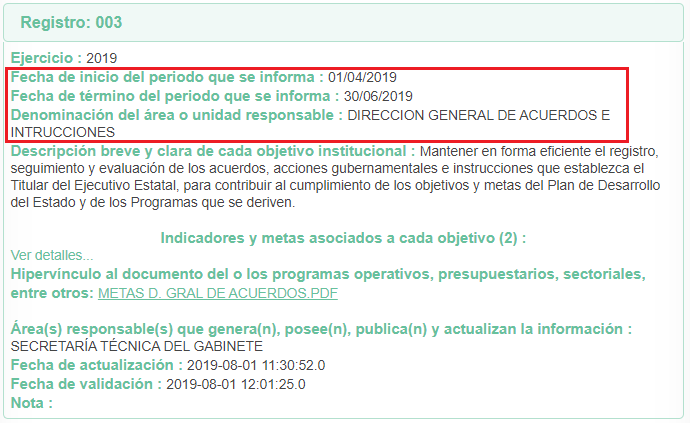 Registro: 003
Ejercicio : 2019
Fecha de inicio del periodo que se informa : 01/04/2019
Fecha de término del periodo que se informa : 30/06/2019
Denominación del área o unidad responsable : DIRECCION GENERAL DE ACUERDOS E
INTRUCCIONES
Descripción breve y clara de cada objetivo institucional : Mantener en forma eficiente el registro,
seguimiento y evaluación de los acuerdos, acciones gubernamentales e instrucciones que establezca el
Titular del Ejecutivo Estatal, para contribuir al cumplimiento de los objetivos y metas del Plan de Desarrollo
del Estado y de los Programas que se deriven.
Indicadores y metas asociados a cada objetivo (2) :
Ver detalles...
Hipervínculo al documento del o los programas operativos, presupuestarios, sectoriales,
entre otros: METAS D. GRAL DE ACUERDOS.PDF
Área(s) responsable(s) que genera(n), posee(n), publica(n) y actualizan la información :
SECRETARÍA TÉCNICA DEL GABINETE
Fecha de actualización : 2019-08-01 11:30:52.0
Fecha de validación : 2019-08-01 12:01:25.0
Nota :